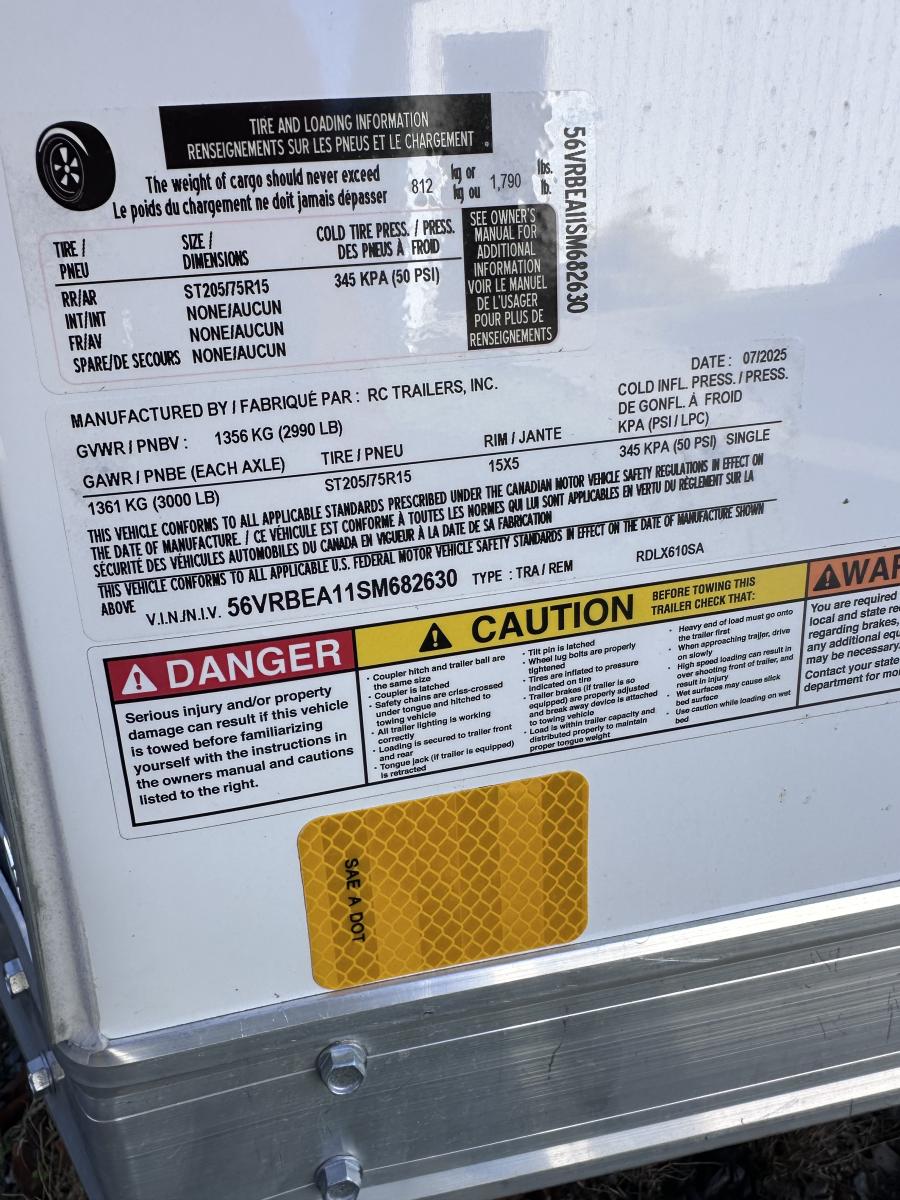 TIRE AND LOADING INFORMATION
RENSEIGNEMENTS SUR LES PNEUS ET LE CHARGEMENT
The weight of cargo should never exceed 812 kg or 1,790 lbs.
Le poids du chargement ne doit jamais dépasser kg ou lb.
56VRBEA11SM682630
TIRE / PNEU
SIZE / DIMENSIONS
COLD TIRE PRESS. / PRESS. DES PNEUS À FROID
RR/AR ST205/75R15 345 KPA (50 PSI)
INT/INT NONE/AUCUN
FR/AV NONE/AUCUN
SPARE/DE SECOURS NONE/AUCUN
SEE OWNER'S
MANUAL FOR
ADDITIONAL
INFORMATION
VOIR LE MANUEL
DE L'USAGER
POUR PLUS DE
RENSEIGNEMENTS
MANUFACTURED BY / FABRIQUÉ PAR : RC TRAILERS, INC.
DATE : 07/2025
GVWR / PNBV : 1356 KG (2990 LB)
COLD INFL. PRESS. / PRESS.
DE GONFL. À FROID
KPA (PSI / LPC)
GAWR / PNBE (EACH AXLE) TIRE / PNEU RIM / JANTE
1361 KG (3000 LB) ST205/75R15 15X5 345 KPA (50 PSI) SINGLE
THIS VEHICLE CONFORMS TO ALL APPLICABLE STANDARDS PRESCRIBED UNDER THE CANADIAN MOTOR VEHICLE SAFETY REGULATIONS IN EFFECT ON
THE DATE OF MANUFACTURE. / CE VÉHICULE EST CONFORME À TOUTES LES NORMES QUI LUI SONT APPLICABLES EN VERTU DU RÈGLEMENT SUR LA
SÉCURITÉ DES VÉHICULES AUTOMOBILES DU CANADA EN VIGUEUR À LA DATE DE SA FABRICATION
THIS VEHICLE CONFORMS TO ALL APPLICABLE U.S. FEDERAL MOTOR VEHICLE SAFETY STANDARDS IN EFFECT ON THE DATE OF MANUFACTURE SHOWN
ABOVE
V.I.N./N.I.V. 56VRBEA11SM682630 TYPE : TRA / REM RDLX610SA
DANGER
Serious injury and/or property
damage can result if this vehicle
is towed before familiarizing
yourself with the instructions in
the owners manual and cautions
listed to the right.
CAUTION
BEFORE TOWING THIS
TRAILER CHECK THAT:
· Coupler hitch and trailer ball are
the same size
· Coupler is latched
· Safety chains are criss-crossed
under tongue and hitched to
towing vehicle
· All trailer lighting is working
correctly
· Loading is secured to trailer front
and rear
· Tongue jack (if trailer is equipped)
is retracted
· Tilt pin is latched
· Wheel lug bolts are properly
tightened
· Tires are inflated to pressure
indicated on tire
· Trailer brakes (if trailer is so
equipped) are properly adjusted
and break away device is attached
to towing vehicle
· Load is within trailer capacity and
distributed properly to maintain
proper tongue weight
· Heavy end of load must go onto
the trailer first
· When approaching trailer, drive
on slowly
· High speed loading can result in
over shooting front of trailer, and
result in injury
· Wet surfaces may cause slick
bed surface
· Use caution while loading on wet
bed
WAR
You are required
local and state re
regarding brakes,
any additional equ
may be necessary
Contact your state
department for mo
SAE A DOT